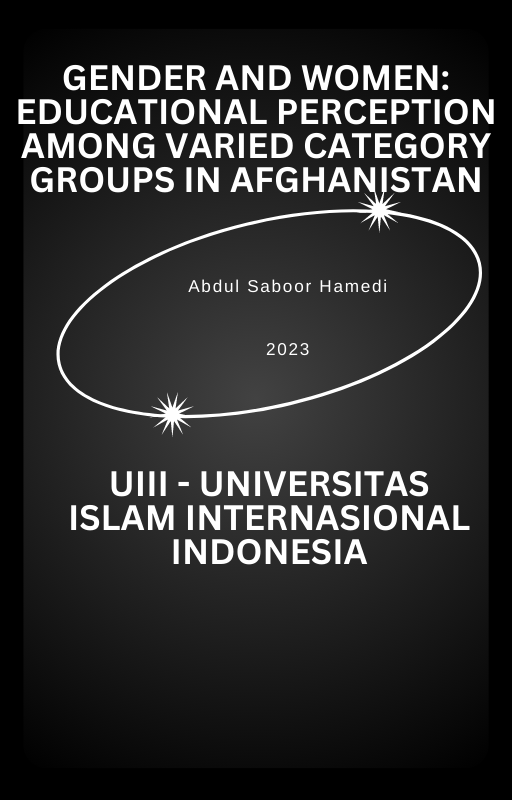 GENDER AND WOMEN:
EDUCATIONAL PERCEPTION
AMONG VARIED CATEGORY
GROUPS IN AFGHANISTAN
Abdul Saboor Hamedi
2023
UIII - UNIVERSITAS
ISLAM INTERNASIONAL
INDONESIA